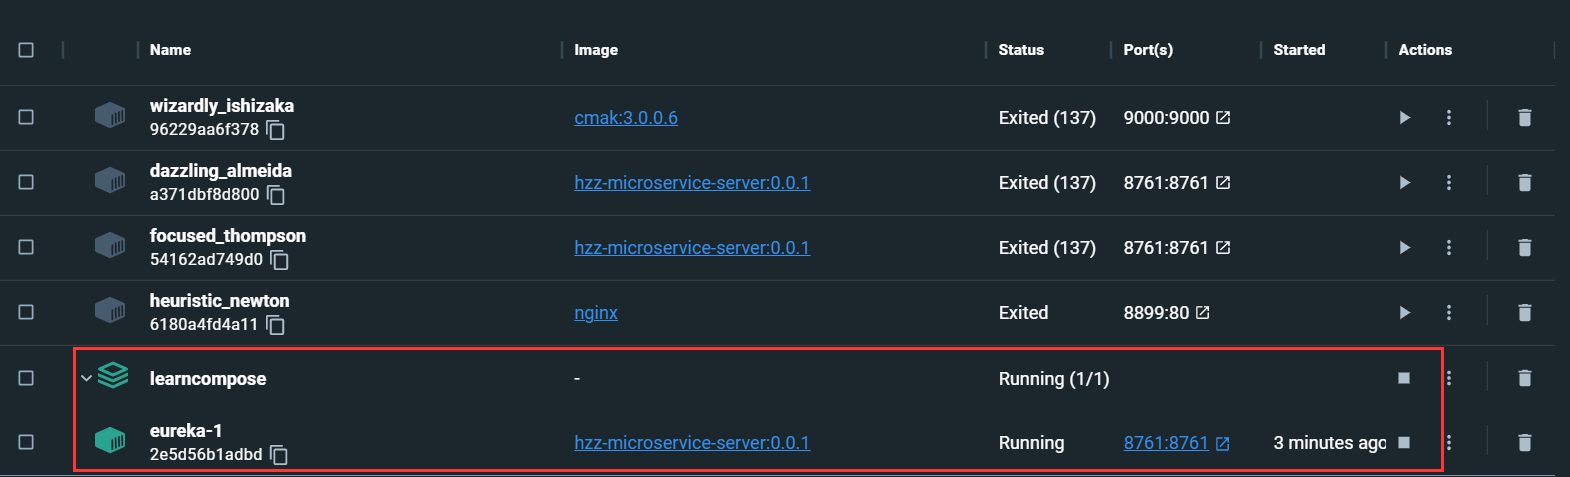 Name Image Status Port(s) Started Actions
wizardly_ishizaka
96229aa6f378
cmak:3.0.0.6 Exited (137) 9000:9000
dazzling_almeida
a371dbf8d800
hzz-microservice-server:0.0.1 Exited (137) 8761:8761
focused_thompson
54162ad749d0
hzz-microservice-server:0.0.1 Exited (137) 8761:8761
heuristic_newton
6180a4fd4a11
nginx Exited 8899:80
learncompose - Running (1/1)
eureka-1
2e5d56b1adbd
hzz-microservice-server:0.0.1 Running 8761:8761 3 minutes ago